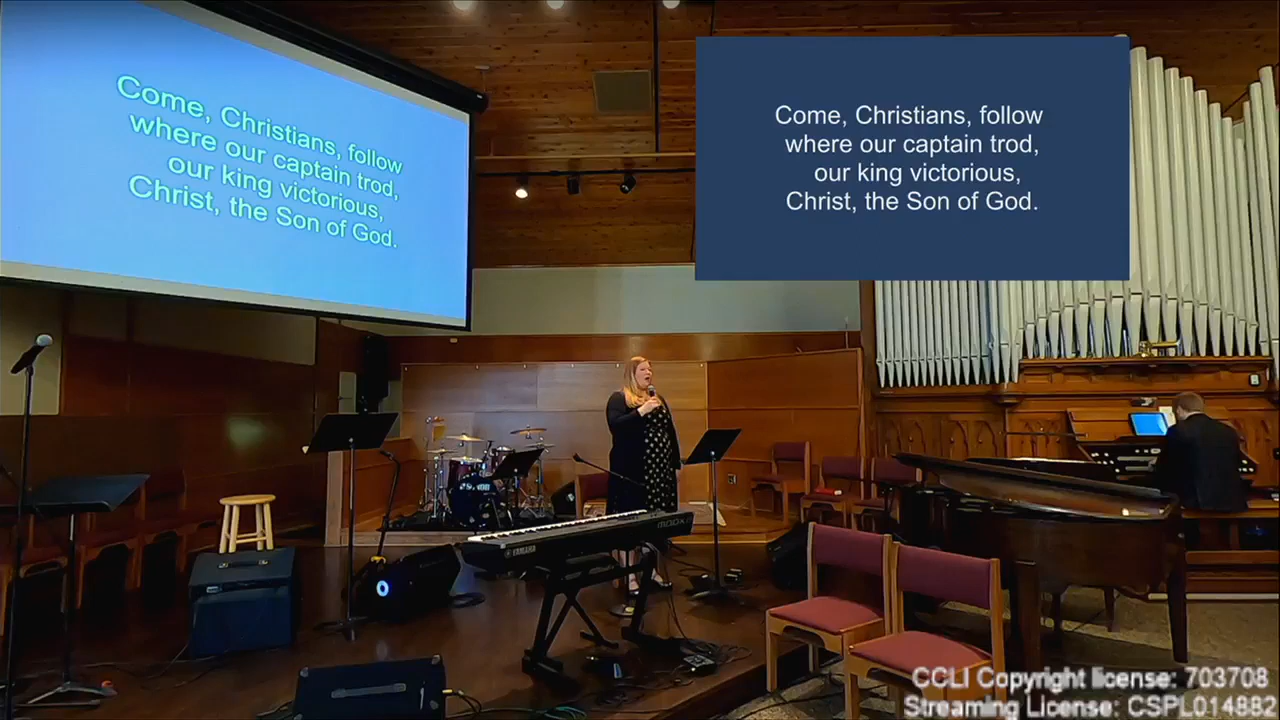 Come, Christians, follow
where our captain trod,
our king victorious,
Christ, the Son of God.
Come, Christians, follow
where our captain trod,
our king victorious,
Christ, the Son of God.
YAMAHA
CCLI Copyright license: 703708
Streaming License: CSPL014882